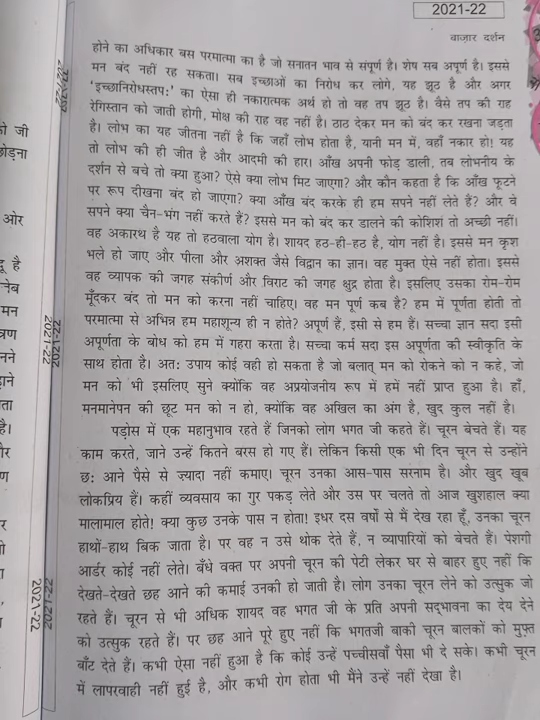 2021-22
बाज़ार दर्शन
होने का अधिकार बस परमात्मा का है जो सनातन भाव से संपूर्ण है। शेष सब अपूर्ण है। इससे
मन बंद नहीं रह सकता। सब इच्छाओं का निरोध कर लोगे, यह झूठ है और अगर
'इच्छानिरोधस्तपः' का ऐसा ही नकारात्मक अर्थ हो तो वह तप झूठ है। वैसे तप की राह
रेगिस्तान को जाती होगी, मोक्ष की राह वह नहीं है। ठाठ देकर मन को बंद कर रखना जड़ता
है। लोभ का यह जीतना नहीं है कि जहाँ लोभ होता है, यानी मन में, वहाँ नकार हो! यह
तो लोभ की ही जीत है और आदमी की हार। आँख अपनी फोड़ डाली, तब लोभनीय के
दर्शन से बचे तो क्या हुआ? ऐसे क्या लोभ मिट जाएगा? और कौन कहता है कि आँख फूटने
पर रूप दीखना बंद हो जाएगा? क्या आँख बंद करके ही हम सपने नहीं लेते हैं? और वे
सपने क्या चैन-भंग नहीं करते हैं? इससे मन को बंद कर डालने की कोशिश तो अच्छी नहीं।
वह अकारथ है यह तो हठवाला योग है। शायद हठ-ही-हठ है, योग नहीं है। इससे मन कृश
भले हो जाए और पीला और अशक्त जैसे विद्वान का ज्ञान। वह मुक्त ऐसे नहीं होता। इससे
वह व्यापक की जगह संकीर्ण और विराट की जगह क्षुद्र होता है। इसलिए उसका रोम-रोम
मूँदकर बंद तो मन को करना नहीं चाहिए। वह मन पूर्ण कब है? हम में पूर्णता होती तो
परमात्मा से अभिन्न हम महाशून्य ही न होते? अपूर्ण हैं, इसी से हम हैं। सच्चा ज्ञान सदा इसी
अपूर्णता के बोध को हम में गहरा करता है। सच्चा कर्म सदा इस अपूर्णता की स्वीकृति के
साथ होता है। अतः उपाय कोई वही हो सकता है जो बलात् मन को रोकने को न कहे, जो
मन को भी इसलिए सुने क्योंकि वह अप्रयोजनीय रूप में हमें नहीं प्राप्त हुआ है। हाँ,
मनमानेपन की छूट मन को न हो, क्योंकि वह अखिल का अंग है, खुद कुल नहीं है।
पड़ोस में एक महानुभाव रहते हैं जिनको लोग भगत जी कहते हैं। चूरन बेचते हैं। यह
काम करते, जाने उन्हें कितने बरस हो गए हैं। लेकिन किसी एक भी दिन चूरन से उन्होंने
छः आने पैसे से ज्यादा नहीं कमाए। चूरन उनका आस-पास सरनाम है। और खुद खूब
लोकप्रिय हैं। कहीं व्यवसाय का गुर पकड़ लेते और उस पर चलते तो आज खुशहाल क्या
मालामाल होते! क्या कुछ उनके पास न होता! इधर दस वर्षों से मैं देख रहा हूँ, उनका चूरन
हाथों-हाथ बिक जाता है। पर वह न उसे थोक देते हैं, न व्यापारियों को बेचते हैं। पेशगी
आर्डर कोई नहीं लेते। बँधे वक्त पर अपनी चूरन की पेटी लेकर घर से बाहर हुए नहीं कि
देखते-देखते छह आने की कमाई उनकी हो जाती है। लोग उनका चूरन लेने को उत्सुक जो
रहते हैं। चूरन से भी अधिक शायद वह भगत जी के प्रति अपनी सद्भावना का देय देने
को उत्सुक रहते हैं। पर छह आने पूरे हुए नहीं कि भगतजी बाकी चूरन बालकों को मुफ़्त
बाँट देते हैं। कभी ऐसा नहीं हुआ है कि कोई उन्हें पच्चीसवाँ पैसा भी दे सके। कभी चूरन
में लापरवाही नहीं हुई है, और कभी रोग होता भी मैंने उन्हें नहीं देखा है।
2021-22
2021-22
2021-22